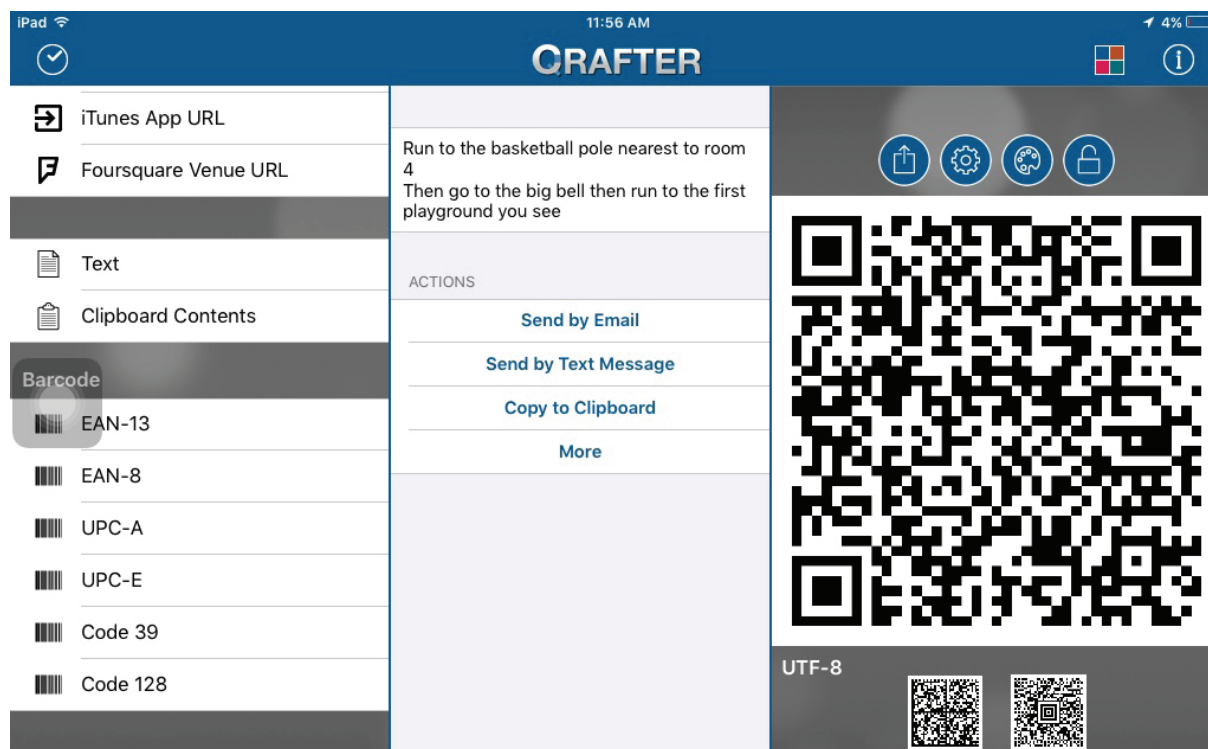 iPad
11:56 AM
4%
QRAFTER
iTunes App URL
Foursquare Venue URL
Text
Clipboard Contents
Barcode
EAN-13
EAN-8
UPC-A
UPC-E
Code 39
Code 128
Run to the basketball pole nearest to room
4
Then go to the big bell then run to the first
playground you see
ACTIONS
Send by Email
Send by Text Message
Copy to Clipboard
More
UTF-8